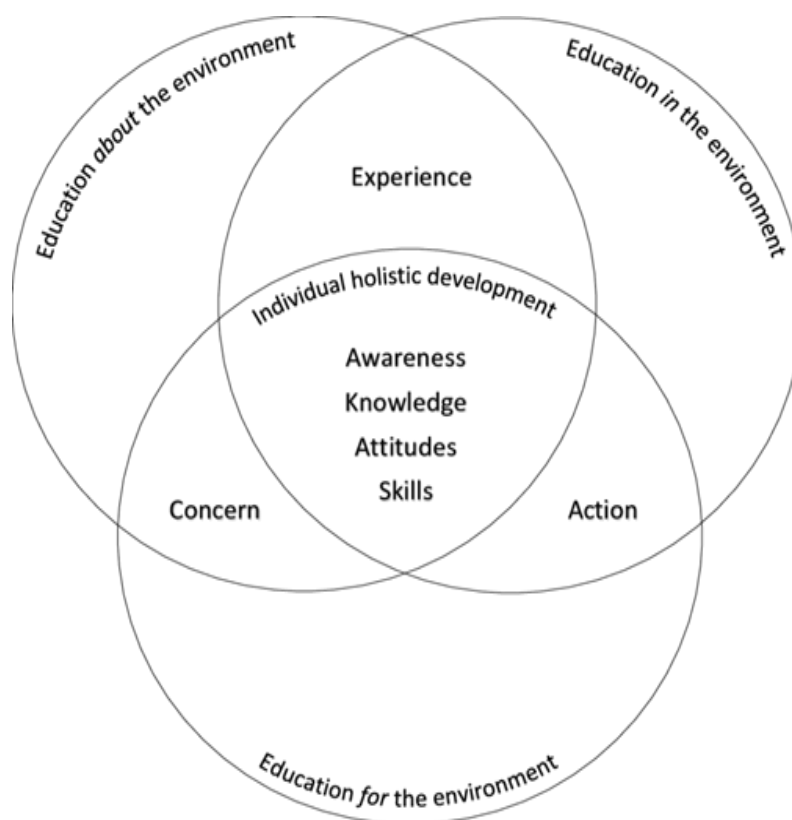 Education about the environment
Education in the environment
Experience
Individual holistic development
Awareness
Knowledge
Attitudes
Skills
Concern
Action
Education for the environment